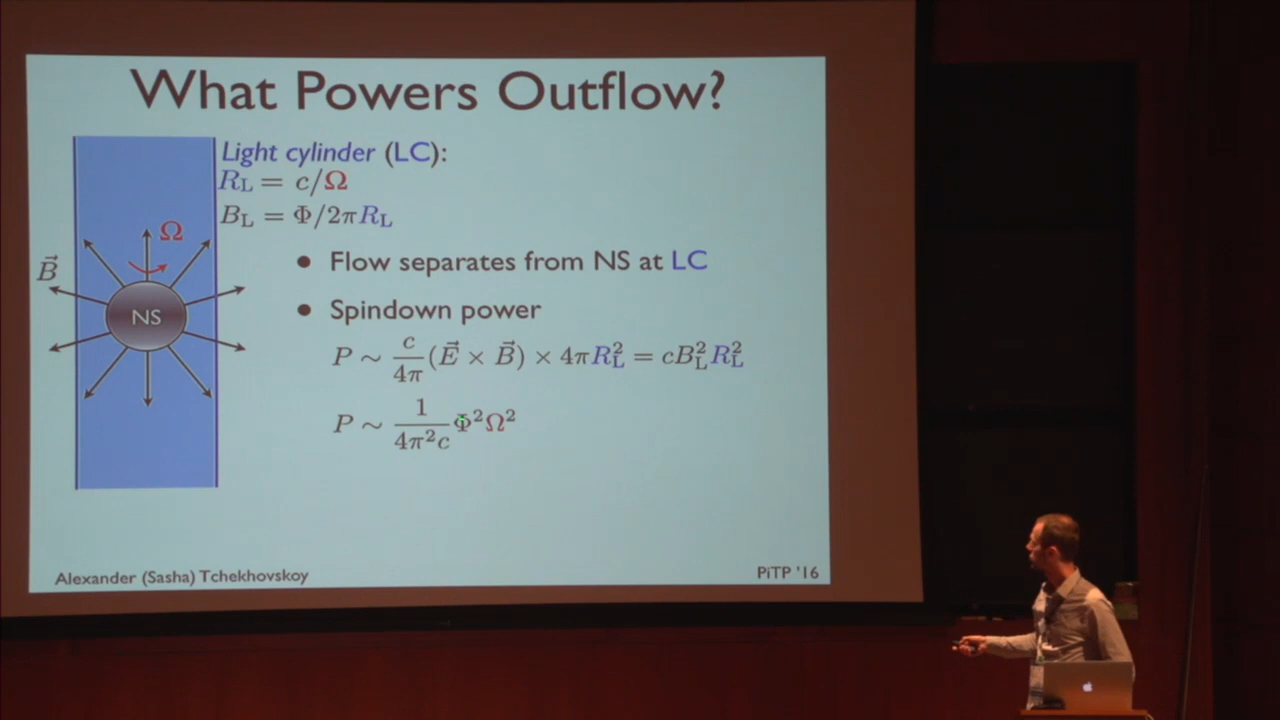 What Powers Outflow?
Light cylinder (LC):
R_L = c/Ω
B_L = Φ/2πR_L
Ω
B⃗
NS
• Flow separates from NS at LC
• Spindown power
P ~ c/4π (E⃗ × B⃗) × 4πR_L² = cB_L²R_L²
P ~ 1/4π²c Φ²Ω²
Alexander (Sasha) Tchekhovskoy
PiTP '16